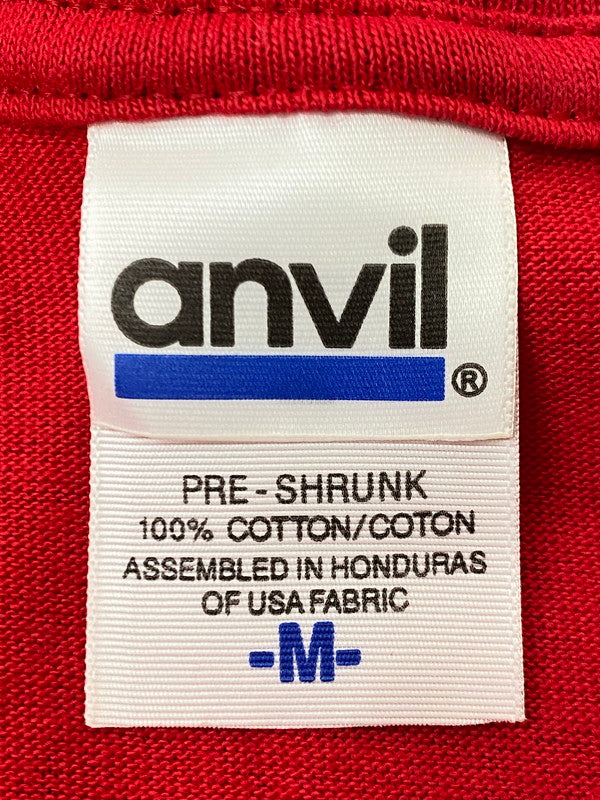 anvil
®
PRE-SHRUNK
100% COTTON/COTON
ASSEMBLED IN HONDURAS
OF USA FABRIC
-M-